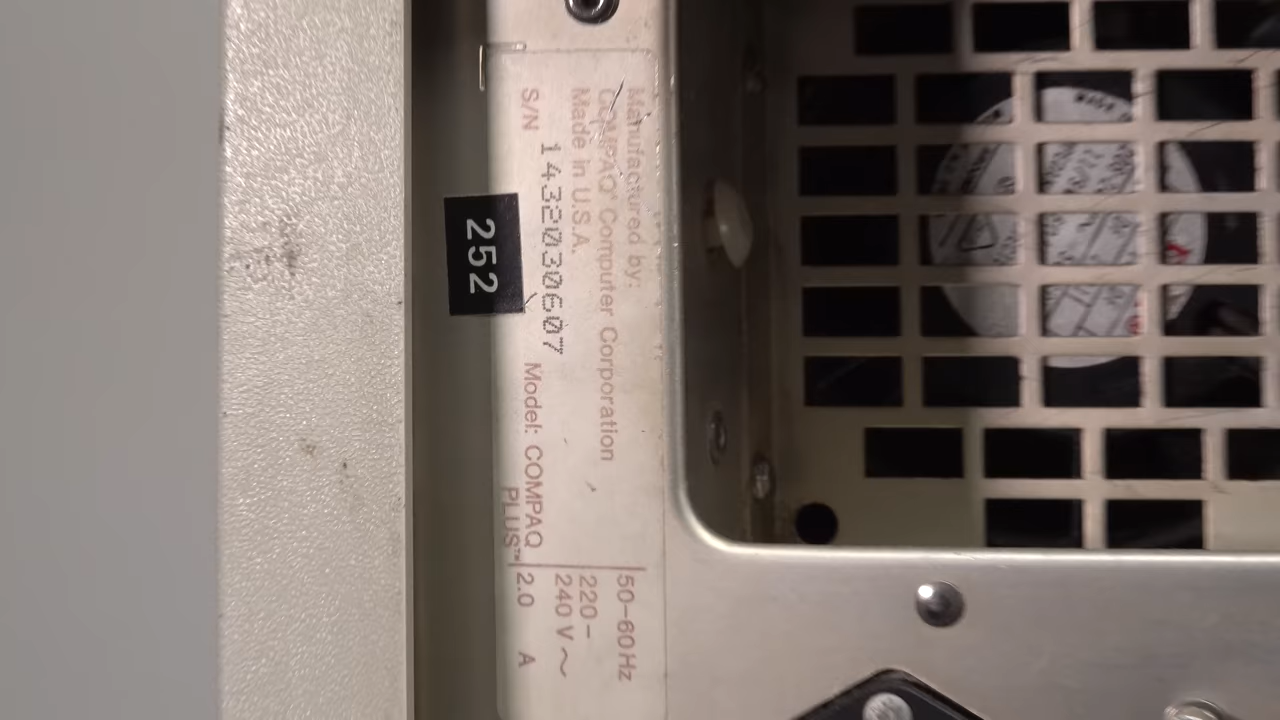 Manufactured by:
COMPAQ® Computer Corporation
Made in U.S.A.
S/N 1432030607 Model: COMPAQ
PLUS™
50–60Hz
220–
240 V ~
2.0 A
252